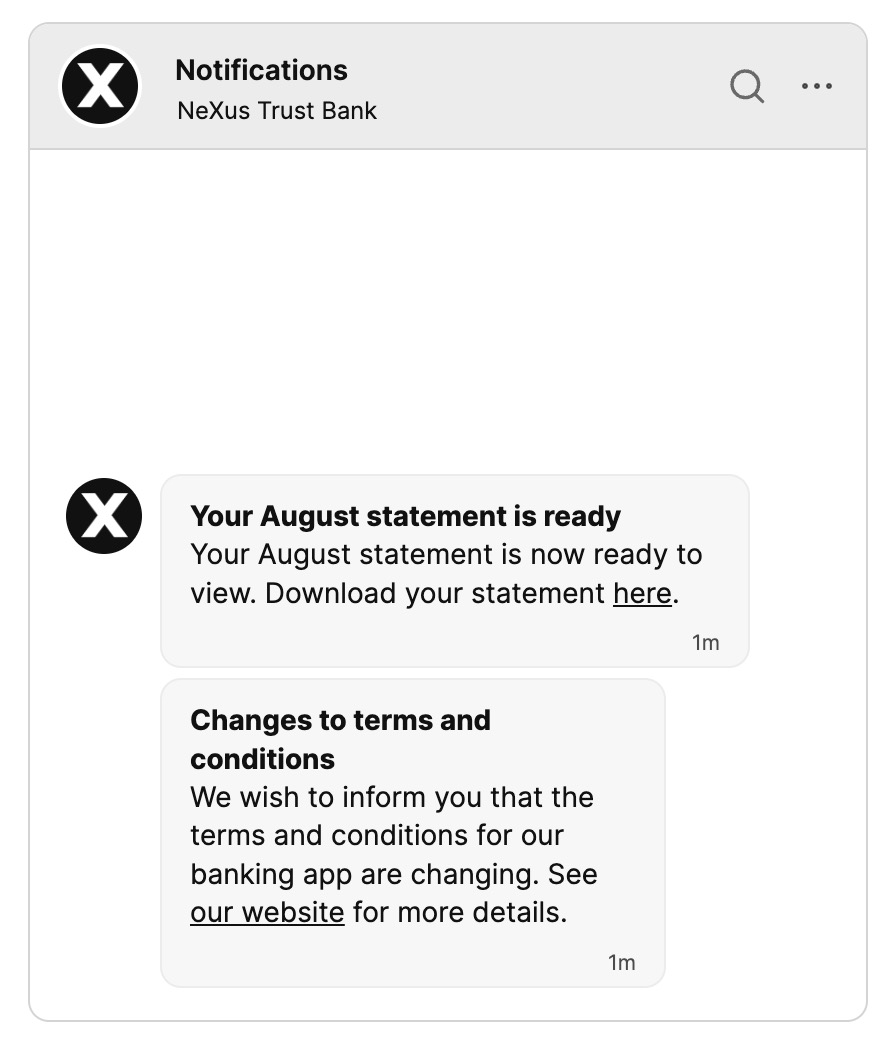 X
Notifications
NeXus Trust Bank
X
Your August statement is ready
Your August statement is now ready to
view. Download your statement here.
1m
Changes to terms and
conditions
We wish to inform you that the
terms and conditions for our
banking app are changing. See
our website for more details.
1m